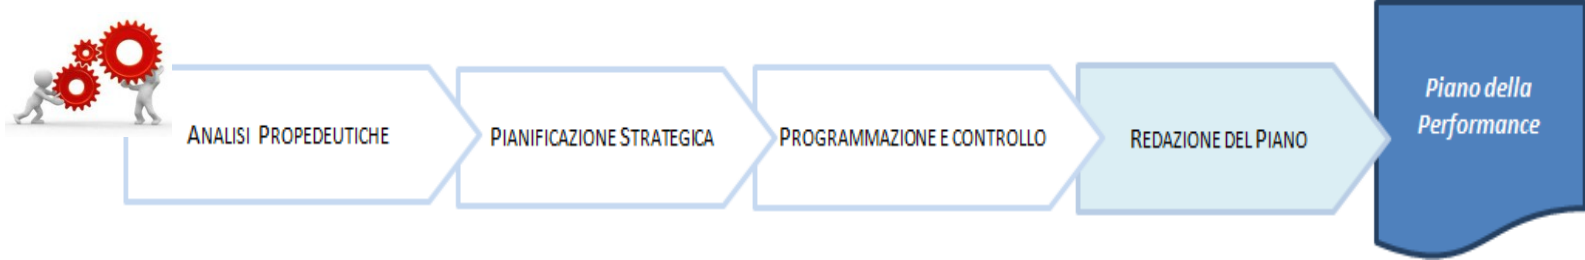 ANALISI PROPEDEUTICHE
PIANIFICAZIONE STRATEGICA
PROGRAMMAZIONE E CONTROLLO
REDAZIONE DEL PIANO
Piano della
Performance